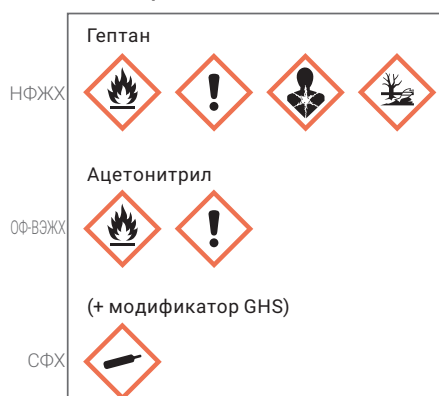 Гептан
НФЖХ
Ацетонитрил
ОФ-ВЭЖХ
(+ модификатор GHS)
СФХ